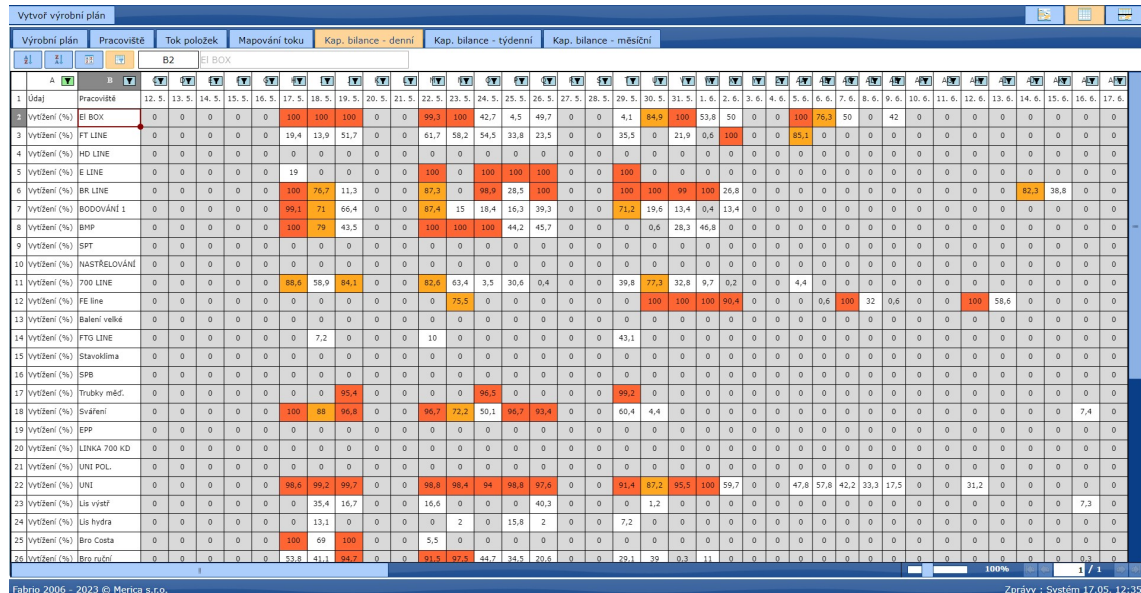 Vytvoř výrobní plán
Výrobní plán Pracoviště Tok položek Mapování toku Kap. bilance - denní Kap. bilance - týdenní Kap. bilance - měsíční
B2 El BOX
A B
1 Údaj Pracoviště 12. 5. 13. 5. 14. 5. 15. 5. 16. 5. 17. 5. 18. 5. 19. 5. 20. 5. 21. 5. 22. 5. 23. 5. 24. 5. 25. 5. 26. 5. 27. 5. 28. 5. 29. 5. 30. 5. 31. 5. 1. 6. 2. 6. 3. 6. 4. 6. 5. 6. 6. 6. 7. 6. 8. 6. 9. 6. 10. 6. 11. 6. 12. 6. 13. 6. 14. 6. 15. 6. 16. 6. 17. 6.
2 Vytížení (%) El BOX 0 0 0 0 0 100 100 100 0 0 99,3 100 42,7 4,5 49,7 0 0 4,1 84,9 100 53,8 50 0 0 100 76,3 50 0 42 0 0 0 0 0 0 0 0
3 Vytížení (%) FT LINE 0 0 0 0 0 19,4 13,9 51,7 0 0 61,7 58,2 54,5 33,8 23,5 0 0 35,5 0 21,9 0,6 100 0 0 85,1 0 0 0 0 0 0 0 0 0 0 0 0
4 Vytížení (%) HD LINE 0 0 0 0 0 0 0 0 0 0 0 0 0 0 0 0 0 0 0 0 0 0 0 0 0 0 0 0 0 0 0 0 0 0 0 0 0
5 Vytížení (%) E LINE 0 0 0 0 0 19 0 0 0 0 100 0 100 100 100 0 0 100 0 0 0 0 0 0 0 0 0 0 0 0 0 0 0 0 0 0 0
6 Vytížení (%) BR LINE 0 0 0 0 0 100 76,7 11,3 0 0 87,3 0 98,9 28,5 100 0 0 100 100 99 100 26,8 0 0 0 0 0 0 0 0 0 0 0 82,3 38,8 0 0
7 Vytížení (%) BODOVÁNÍ 1 0 0 0 0 0 99,1 71 66,4 0 0 87,4 15 18,4 16,3 39,3 0 0 71,2 19,6 13,4 0,4 13,4 0 0 0 0 0 0 0 0 0 0 0 0 0 0 0
8 Vytížení (%) BMP 0 0 0 0 0 100 79 43,5 0 0 100 100 100 44,2 45,7 0 0 0 0,6 28,3 46,8 0 0 0 0 0 0 0 0 0 0 0 0 0 0 0 0
9 Vytížení (%) SPT 0 0 0 0 0 0 0 0 0 0 0 0 0 0 0 0 0 0 0 0 0 0 0 0 0 0 0 0 0 0 0 0 0 0 0 0 0
10 Vytížení (%) NASTŘELOVÁNÍ 0 0 0 0 0 0 0 0 0 0 0 0 0 0 0 0 0 0 0 0 0 0 0 0 0 0 0 0 0 0 0 0 0 0 0 0 0
11 Vytížení (%) 700 LINE 0 0 0 0 0 88,6 58,9 84,1 0 0 82,6 63,4 3,5 30,6 0,4 0 0 39,8 77,3 32,8 9,7 0,2 0 0 4,4 0 0 0 0 0 0 0 0 0 0 0 0
12 Vytížení (%) FE line 0 0 0 0 0 0 0 0 0 0 0 75,5 0 0 0 0 0 0 100 100 100 90,4 0 0 0 0,6 100 32 0,6 0 0 100 58,6 0 0 0 0
13 Vytížení (%) Balení velké 0 0 0 0 0 0 0 0 0 0 0 0 0 0 0 0 0 0 0 0 0 0 0 0 0 0 0 0 0 0 0 0 0 0 0 0 0
14 Vytížení (%) FTG LINE 0 0 0 0 0 0 7,2 0 0 0 10 0 0 0 0 0 0 43,1 0 0 0 0 0 0 0 0 0 0 0 0 0 0 0 0 0 0 0
15 Vytížení (%) Stavoklima 0 0 0 0 0 0 0 0 0 0 0 0 0 0 0 0 0 0 0 0 0 0 0 0 0 0 0 0 0 0 0 0 0 0 0 0 0
16 Vytížení (%) SPB 0 0 0 0 0 0 0 0 0 0 0 0 0 0 0 0 0 0 0 0 0 0 0 0 0 0 0 0 0 0 0 0 0 0 0 0 0
17 Vytížení (%) Trubky měď. 0 0 0 0 0 0 0 95,4 0 0 0 0 96,5 0 0 0 0 99,2 0 0 0 0 0 0 0 0 0 0 0 0 0 0 0 0 0 0 0
18 Vytížení (%) Sváření 0 0 0 0 0 100 88 96,8 0 0 96,7 72,2 50,1 96,7 93,4 0 0 60,4 4,4 0 0 0 0 0 0 0 0 0 0 0 0 0 0 0 0 7,4 0
19 Vytížení (%) EPP 0 0 0 0 0 0 0 0 0 0 0 0 0 0 0 0 0 0 0 0 0 0 0 0 0 0 0 0 0 0 0 0 0 0 0 0 0
20 Vytížení (%) LINKA 700 KD 0 0 0 0 0 0 0 0 0 0 0 0 0 0 0 0 0 0 0 0 0 0 0 0 0 0 0 0 0 0 0 0 0 0 0 0 0
21 Vytížení (%) UNI POL. 0 0 0 0 0 0 0 0 0 0 0 0 0 0 0 0 0 0 0 0 0 0 0 0 0 0 0 0 0 0 0 0 0 0 0 0 0
22 Vytížení (%) UNI 0 0 0 0 0 98,6 99,2 99,7 0 0 98,8 98,4 94 98,8 97,6 0 0 91,4 87,2 95,5 100 59,7 0 0 47,8 57,8 42,2 33,3 17,5 0 0 31,2 0 0 0 0 0
23 Vytížení (%) Lis výstř 0 0 0 0 0 0 35,4 16,7 0 0 16,6 0 0 0 40,3 0 0 0 1,2 0 0 0 0 0 0 0 0 0 0 0 0 0 0 0 0 7,3 0
24 Vytížení (%) Lis hydra 0 0 0 0 0 0 13,1 0 0 0 0 2 0 15,8 2 0 0 7,2 0 0 0 0 0 0 0 0 0 0 0 0 0 0 0 0 0 0 0
25 Vytížení (%) Bro Costa 0 0 0 0 0 100 69 100 0 0 5,5 0 0 0 0 0 0 0 0 0 0 0 0 0 0 0 0 0 0 0 0 0 0 0 0 0 0
26 Vytížení (%) Bro ruční 0 0 0 0 0 53,8 41,1 94,7 0 0 91,5 97,5 44,7 34,5 20,6 0 0 29,1 39 0,3 11 0 0 0 0 0 0 0 0 0 0 0 0 0 0 0,3 0
100% 1 / 1
Fabrio 2006 - 2023 © Merica s.r.o. Zprávy : Systém 17.05. 12:35